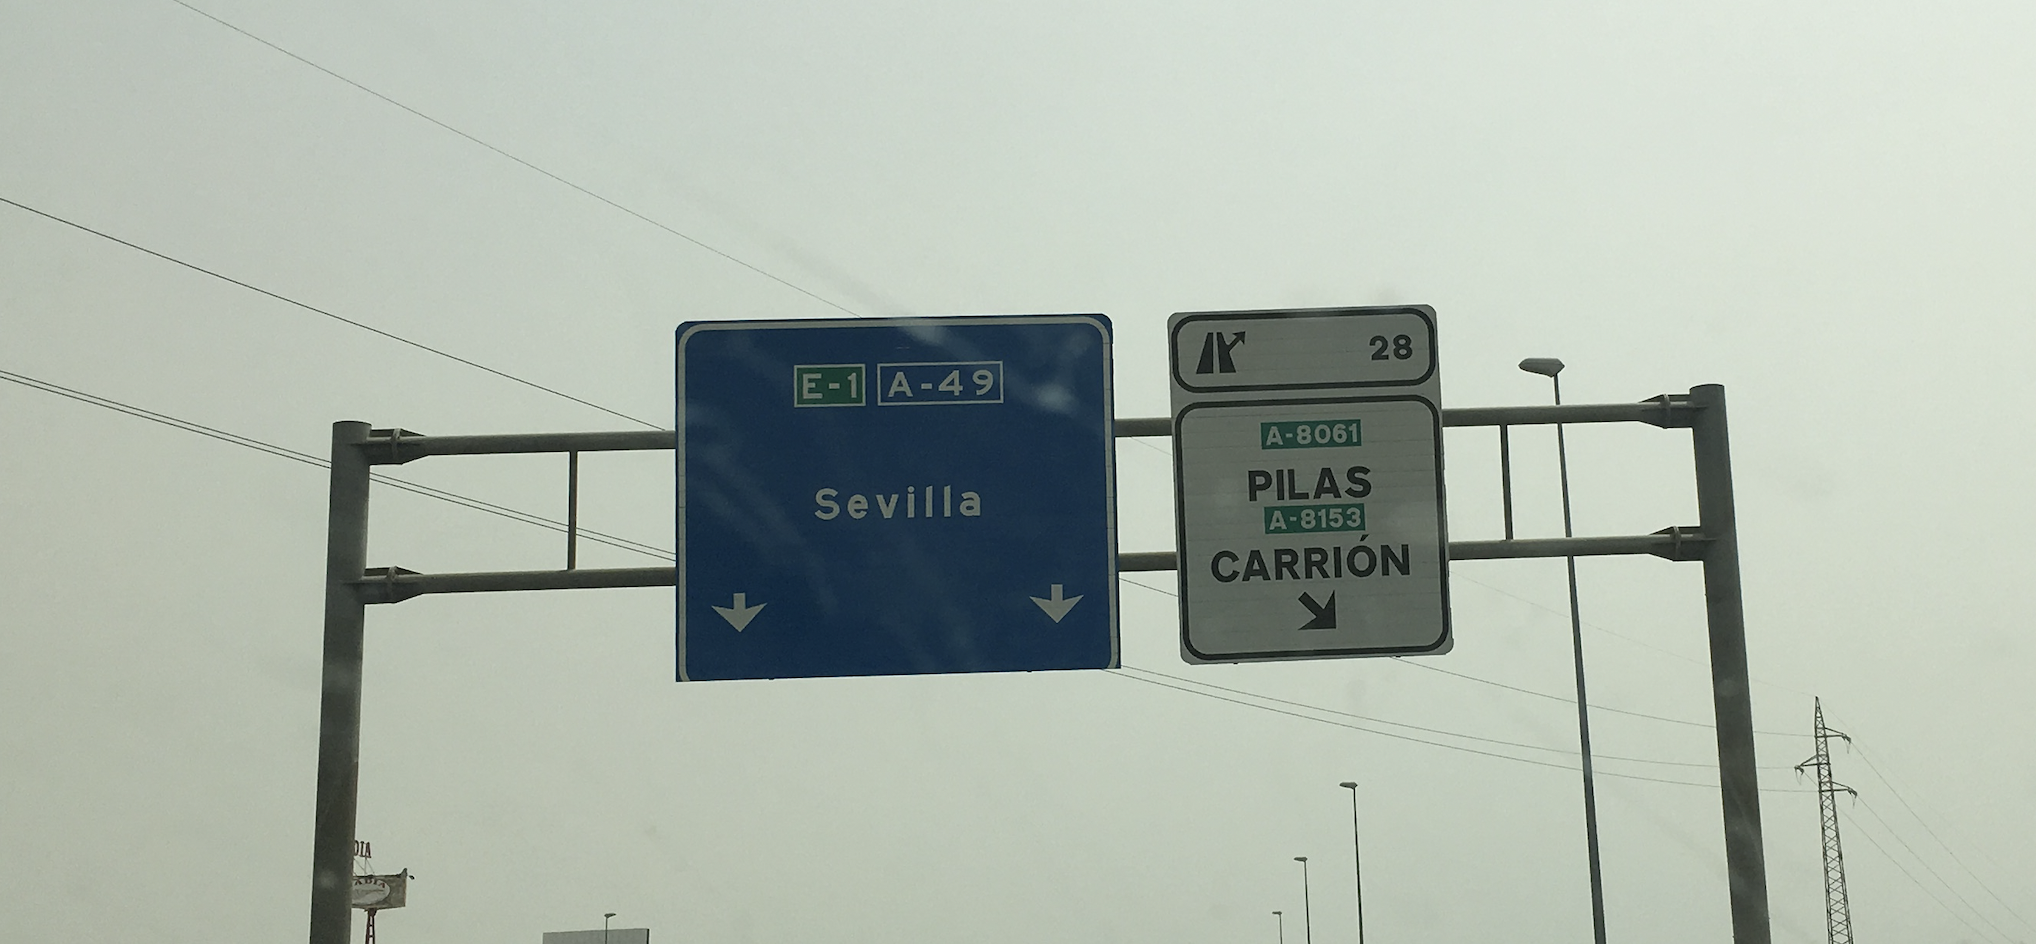 E-1 A-49
Sevilla
28
A-8061
PILAS
A-8153
CARRIÓN